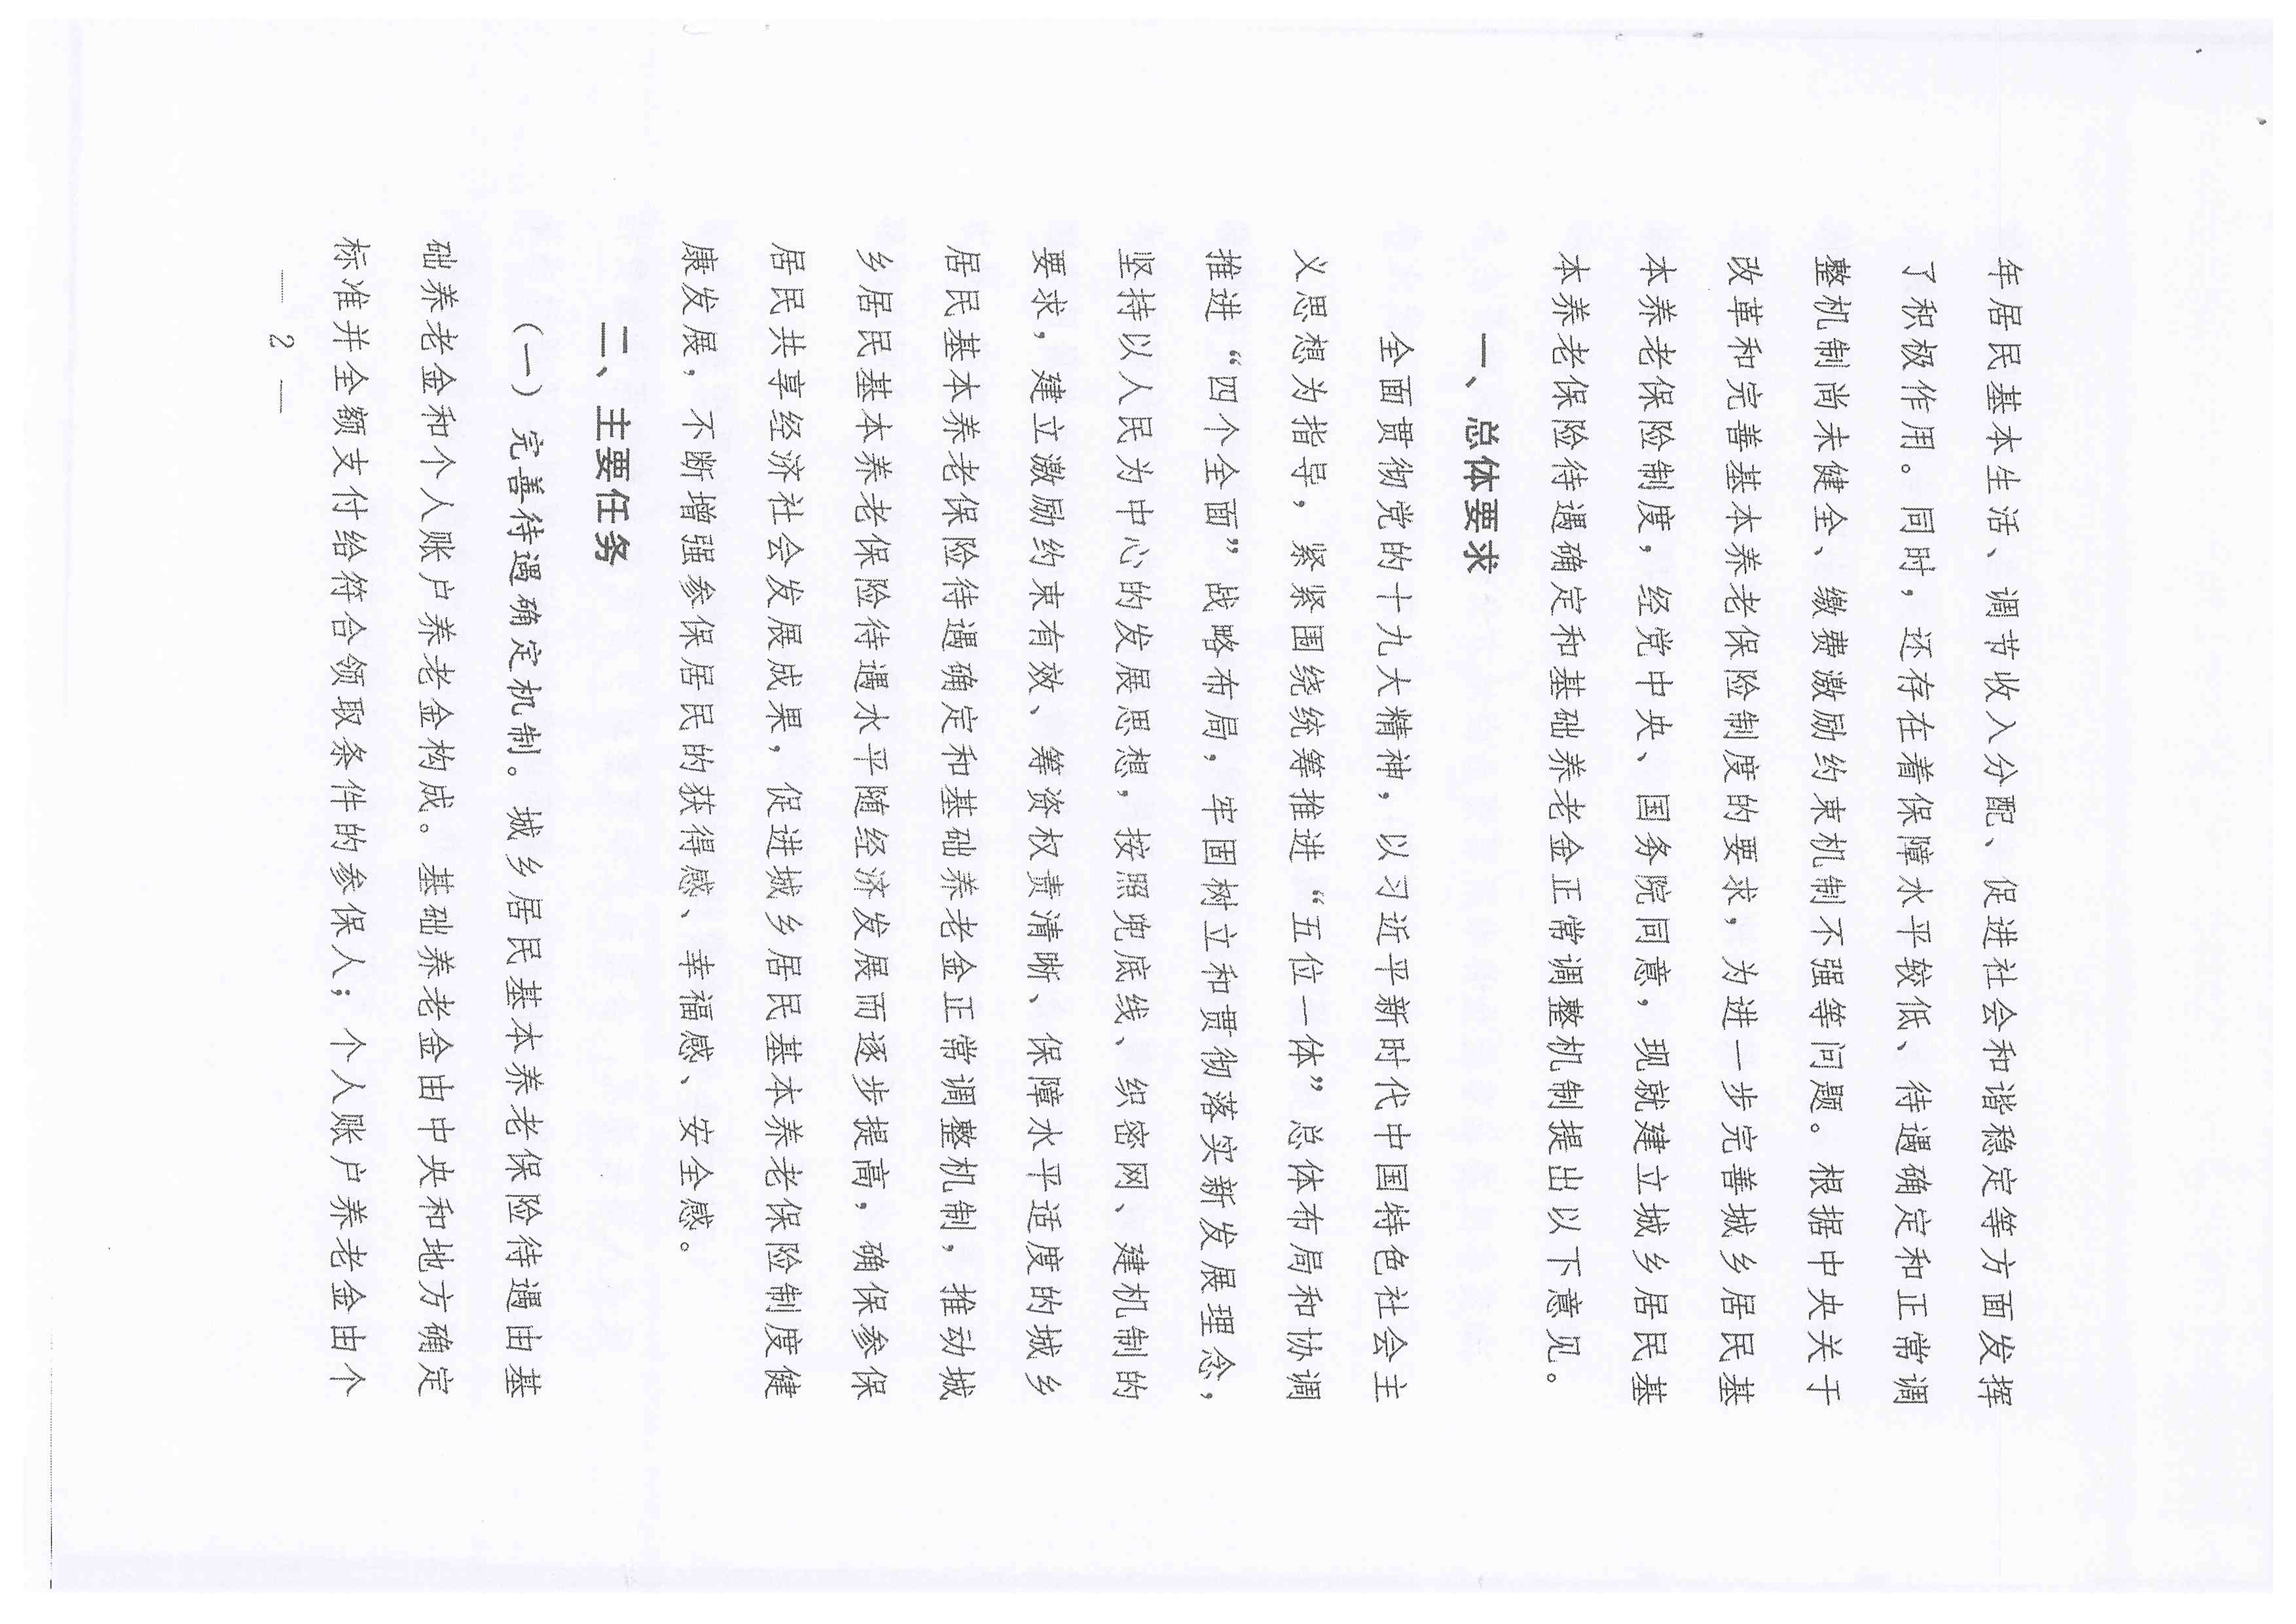 年居民基本生活、调节收入分配、促进社会和谐稳定等方面发挥
了积极作用。同时，还存在着保障水平较低、待遇确定和正常调
整机制尚未健全、缴费激励约束机制不强等问题。根据中央关于
改革和完善基本养老保险制度的要求，为进一步完善城乡居民基
本养老保险制度，经党中央、国务院同意，现就建立城乡居民基
本养老保险待遇确定和基础养老金正常调整机制提出以下意见。
一、总体要求
全面贯彻党的十九大精神，以习近平新时代中国特色社会主
义思想为指导，紧紧围绕统筹推进“五位一体”总体布局和协调
推进“四个全面”战略布局，牢固树立和贯彻落实新发展理念，
坚持以人民为中心的发展思想，按照兜底线、织密网、建机制的
要求，建立激励约束有效、筹资权责清晰、保障水平适度的城乡
居民基本养老保险待遇确定和基础养老金正常调整机制，推动城
乡居民基本养老保险待遇水平随经济发展而逐步提高，确保参保
居民共享经济社会发展成果，促进城乡居民基本养老保险制度健
康发展，不断增强参保居民的获得感、幸福感、安全感。
二、主要任务
（一）完善待遇确定机制。城乡居民基本养老保险待遇由基
础养老金和个人账户养老金构成。基础养老金由中央和地方确定
标准并全额支付给符合领取条件的参保人；个人账户养老金由个
— 2 —